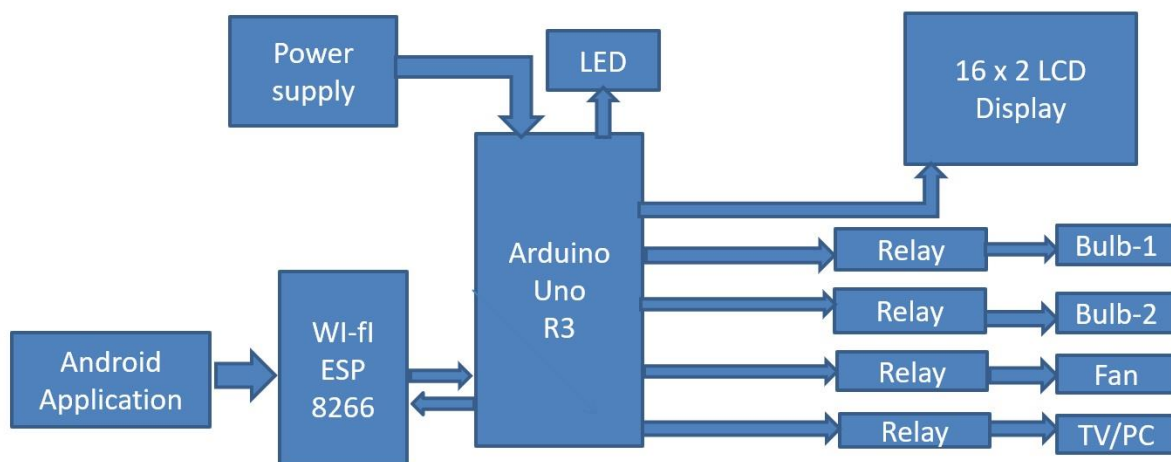 Power
supply
LED
16 x 2 LCD
Display
Arduino
Uno
R3
WI-fI
ESP
8266
Android
Application
Relay
Bulb-1
Relay
Bulb-2
Relay
Fan
Relay
TV/PC